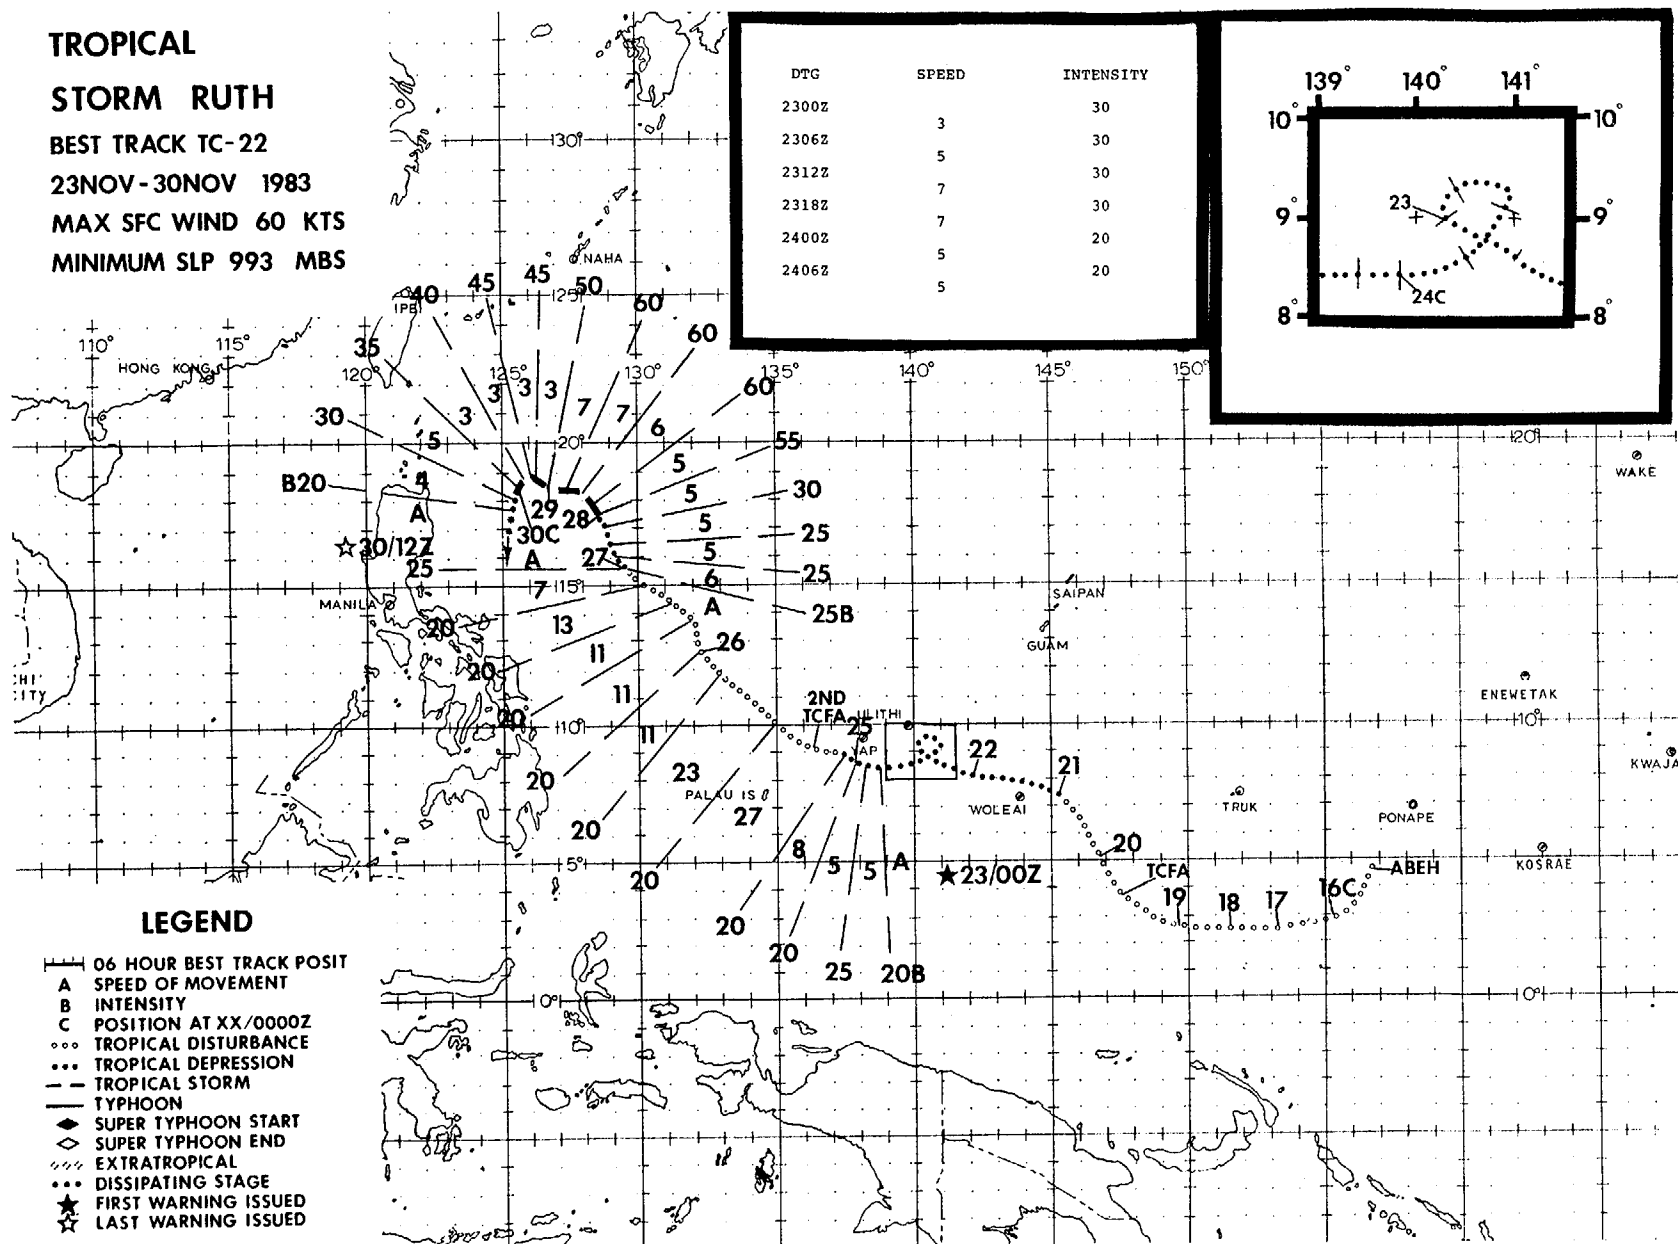 TROPICAL
STORM RUTH
BEST TRACK TC-22
23NOV-30NOV 1983
MAX SFC WIND 60 KTS
MINIMUM SLP 993 MBS
DTG SPEED INTENSITY
2300Z 30
3
2306Z 30
5
2312Z 30
7
2318Z 30
7
2400Z 20
5
2406Z 20
5
139° 140° 141°
10° 10°
23
9° 9°
24C
8° 8°
30°
NAHA
45 45 50 60
40 25°
60
35
110° 115° 120° 125° 130° 135° 140° 145° 150°
HONG KONG
3 3 3 7 7 60
30 3 6
5 20° 55 20°
5
WAKE
B20 4 5 30
A 29 28
30C 5 25
30/12Z A 27 5
25 6 25
7 15° A 25B
SAIPAN
MANILA
20 13 26
GUAM
20 11
ENEWETAK
20 11 2ND
TCFA 25 ULITHI
10° 10°
11 YAP 22
20 23 21
KWAJA
PALAU IS
27 WOLEAI TRUK PONAPE
20
8 20
KOSRAE
5° 5 5 A 23/00Z TCFA ABEH
20 19 18 17 16C
20
20
25 20B
0° 0°
LEGEND
06 HOUR BEST TRACK POSIT
A SPEED OF MOVEMENT
B INTENSITY
C POSITION AT XX/0000Z
TROPICAL DISTURBANCE
TROPICAL DEPRESSION
TROPICAL STORM
TYPHOON
SUPER TYPHOON START
SUPER TYPHOON END
EXTRATROPICAL
DISSIPATING STAGE
FIRST WARNING ISSUED
LAST WARNING ISSUED